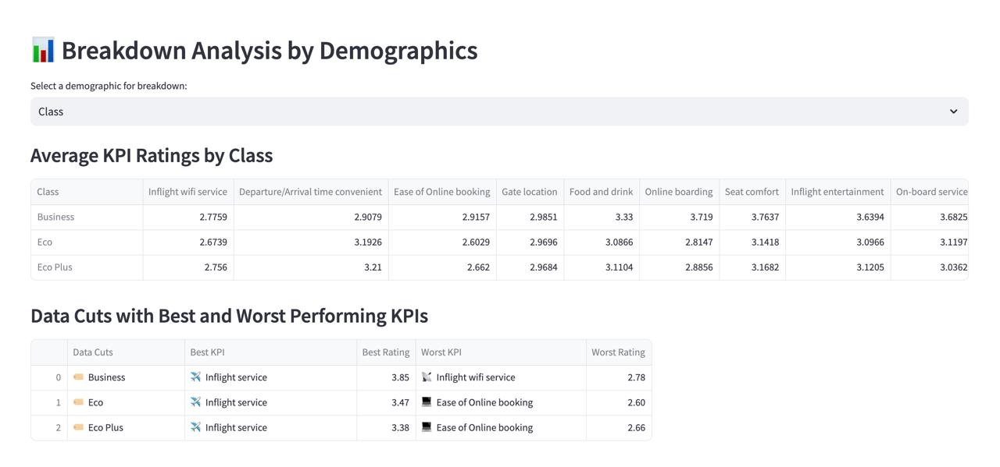 📊 Breakdown Analysis by Demographics
Select a demographic for breakdown:
Class
Average KPI Ratings by Class
Class Inflight wifi service Departure/Arrival time convenient Ease of Online booking Gate location Food and drink Online boarding Seat comfort Inflight entertainment On-board service
Business 2.7759 2.9079 2.9157 2.9851 3.33 3.719 3.7637 3.6394 3.6825
Eco 2.6739 3.1926 2.6029 2.9696 3.0866 2.8147 3.1418 3.0966 3.1197
Eco Plus 2.756 3.21 2.662 2.9684 3.1104 2.8856 3.1682 3.1205 3.0362
Data Cuts with Best and Worst Performing KPIs
Data Cuts Best KPI Best Rating Worst KPI Worst Rating
0 Business Inflight service 3.85 Inflight wifi service 2.78
1 Eco Inflight service 3.47 Ease of Online booking 2.60
2 Eco Plus Inflight service 3.38 Ease of Online booking 2.66